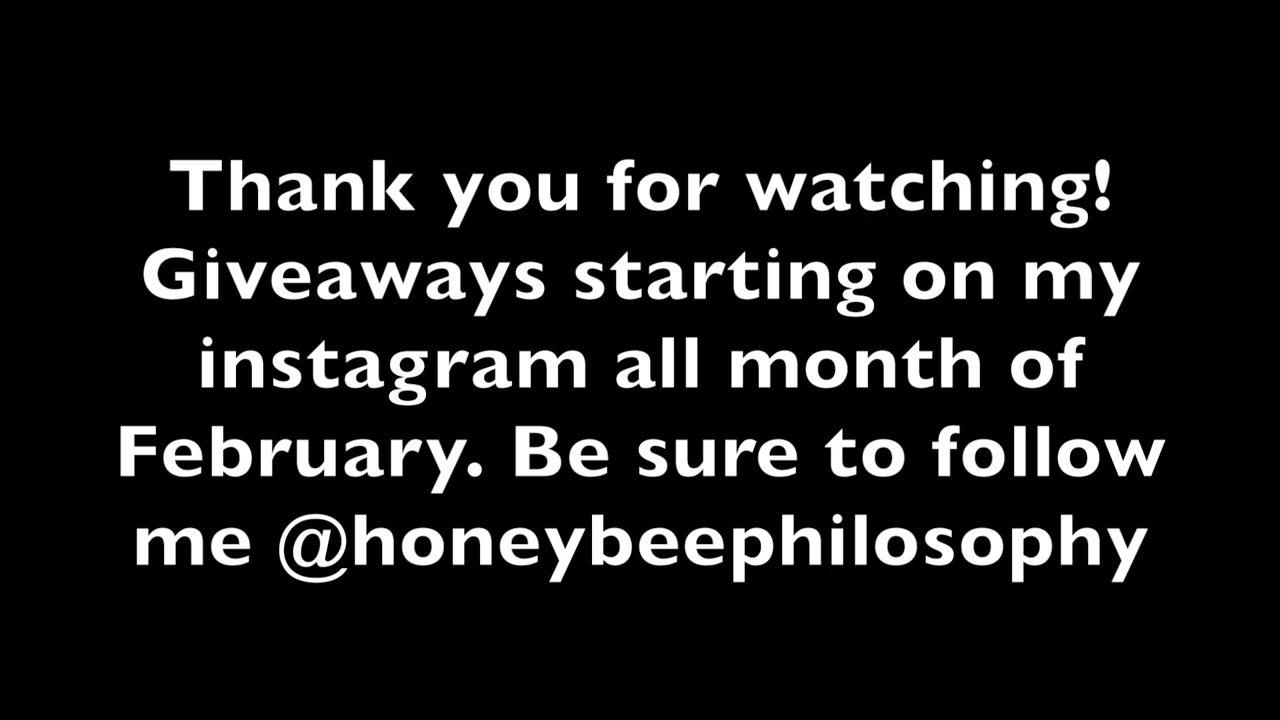 Thank you for watching!
Giveaways starting on my
instagram all month of
February. Be sure to follow
me @honeybeephilosophy